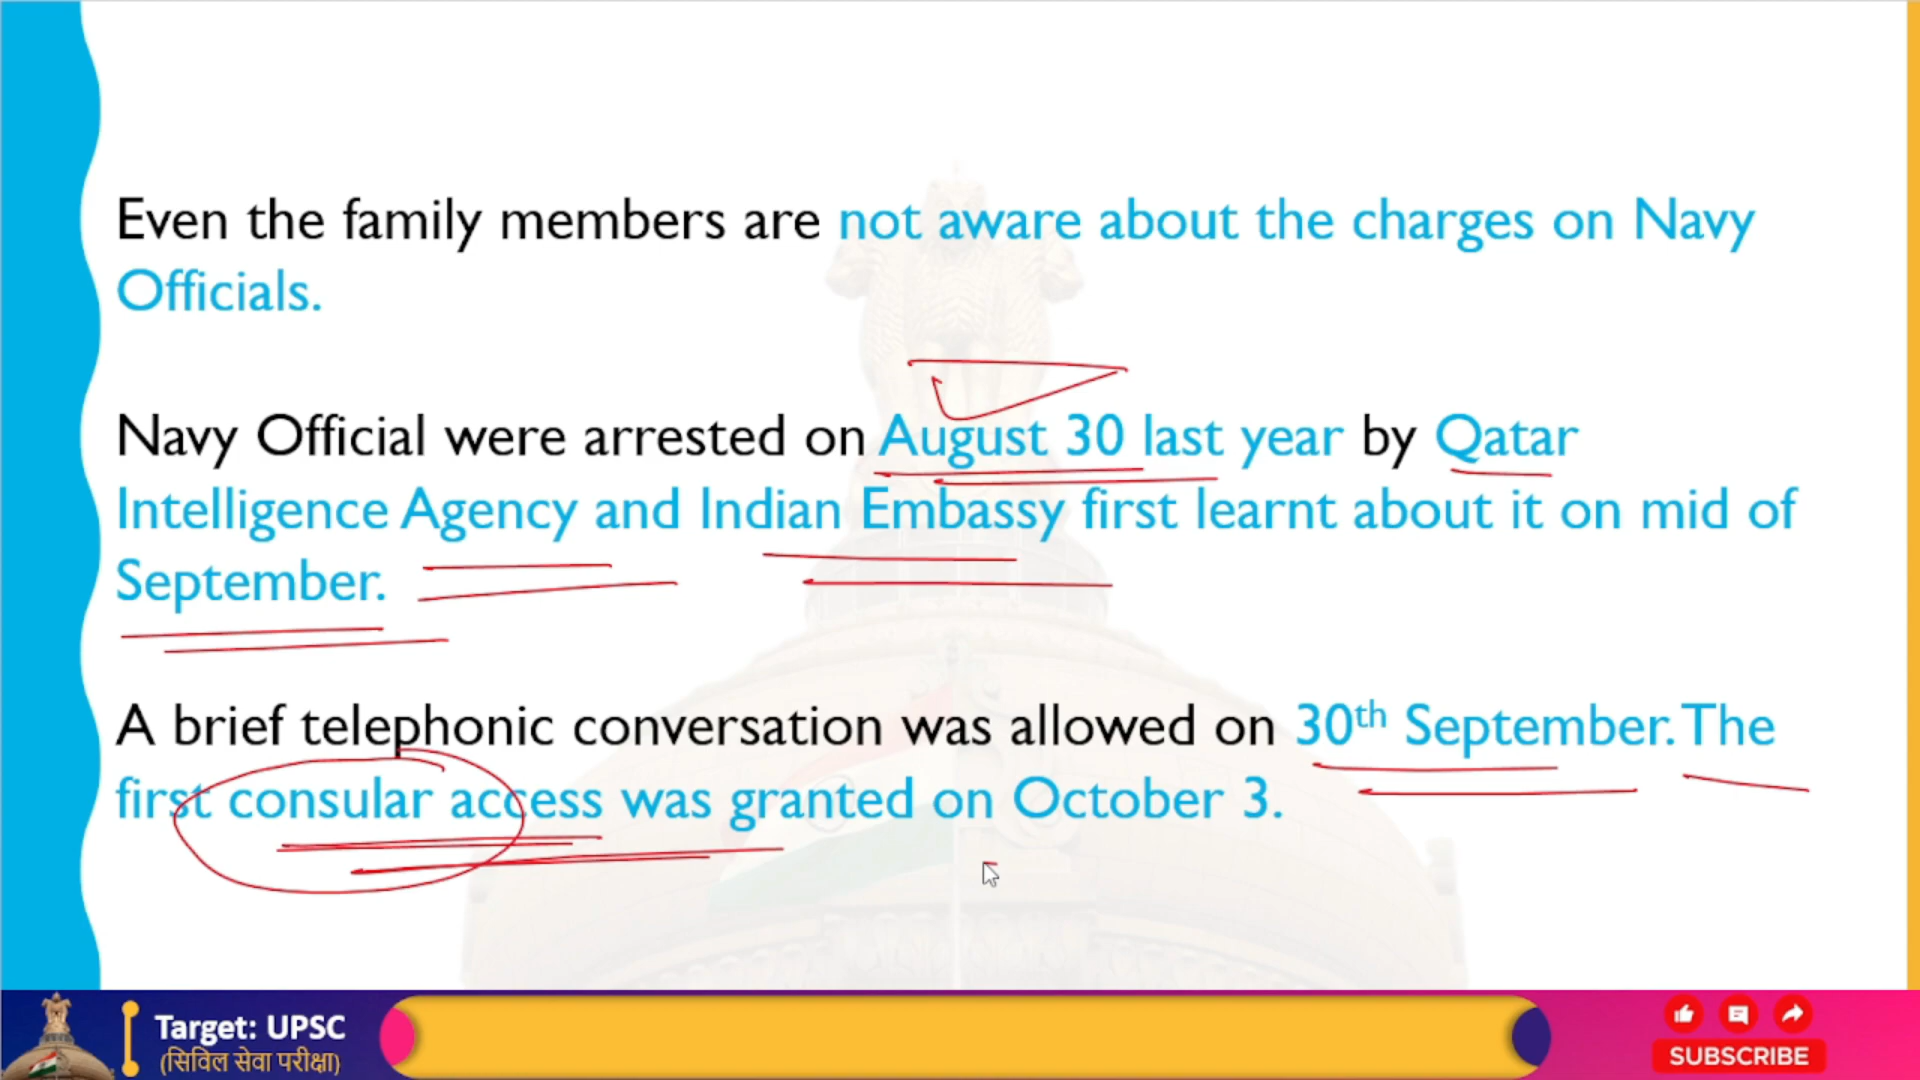 Even the family members are not aware about the charges on Navy
Officials.
Navy Official were arrested on August 30 last year by Qatar
Intelligence Agency and Indian Embassy first learnt about it on mid of
September.
A brief telephonic conversation was allowed on 30th September. The
first consular access was granted on October 3.
Target: UPSC
(सिविल सेवा परीक्षा)
SUBSCRIBE